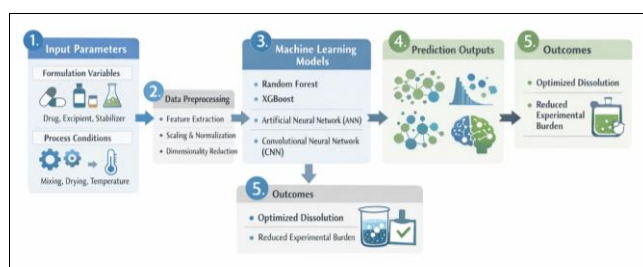 1.
Input Parameters
Formulation Variables
Drug, Excipient, Stabilizer
Process Conditions
Mixing, Drying, Temperature
2.
Data Preprocessing
• Feature Extraction
• Scaling & Normalization
• Dimensionality Reduction
3.
Machine Learning
Models
• Random Forest
• XGBoost
• Artificial Neural Network (ANN)
• Convolutional Neural Network
(CNN)
4.
Prediction Outputs
5.
Outcomes
• Optimized Dissolution
• Reduced
Experimental
Burden
5.
Outcomes
• Optimized Dissolution
• Reduced Experimental Burden